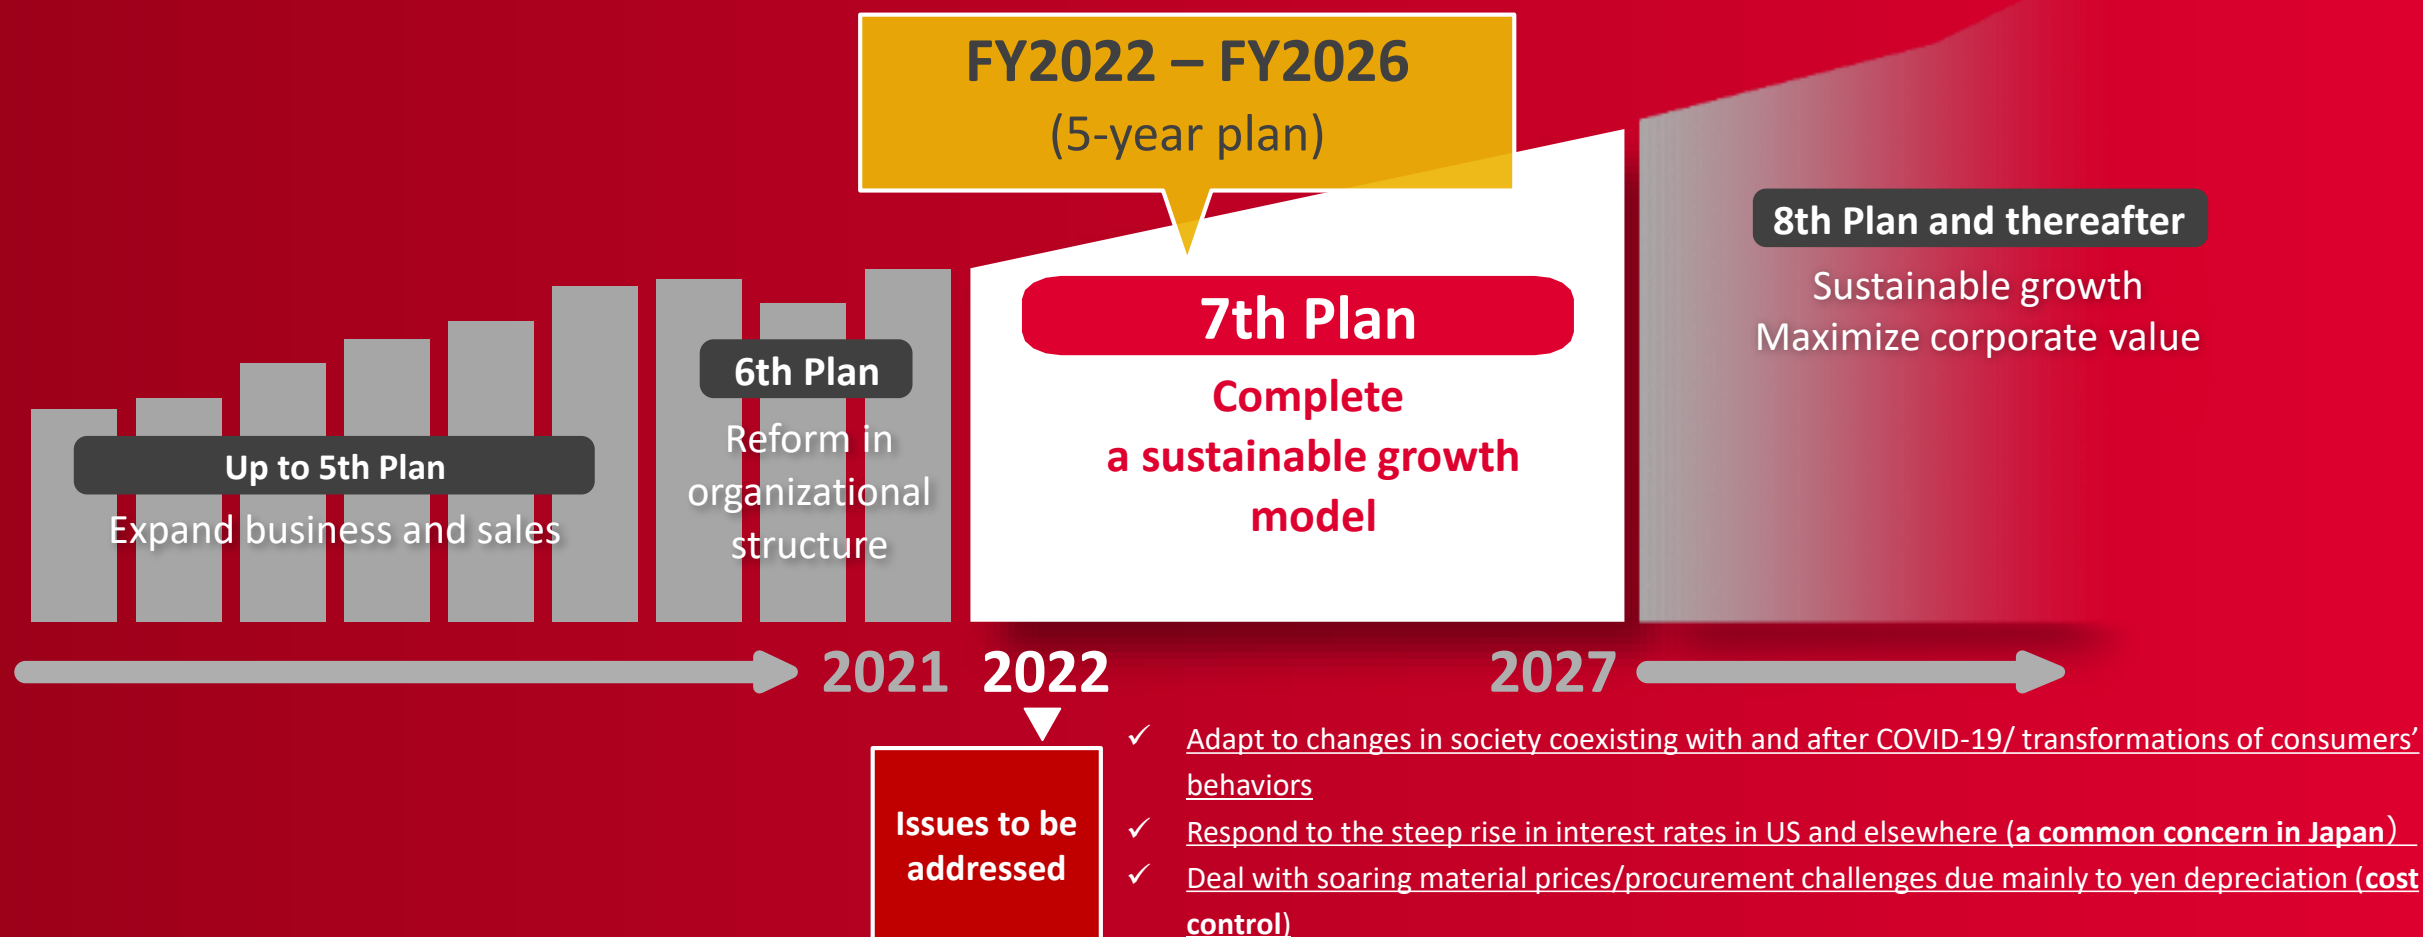 FY2022 – FY2026
(5-year plan)
8th Plan and thereafter
Sustainable growth
Maximize corporate value
7th Plan
Complete
a sustainable growth
model
6th Plan
Reform in
organizational
structure
Up to 5th Plan
Expand business and sales
2021
2022
2027
Issues to be
addressed
✓ Adapt to changes in society coexisting with and after COVID-19/ transformations of consumers’
behaviors
✓ Respond to the steep rise in interest rates in US and elsewhere (a common concern in Japan）
✓ Deal with soaring material prices/procurement challenges due mainly to yen depreciation (cost
control)